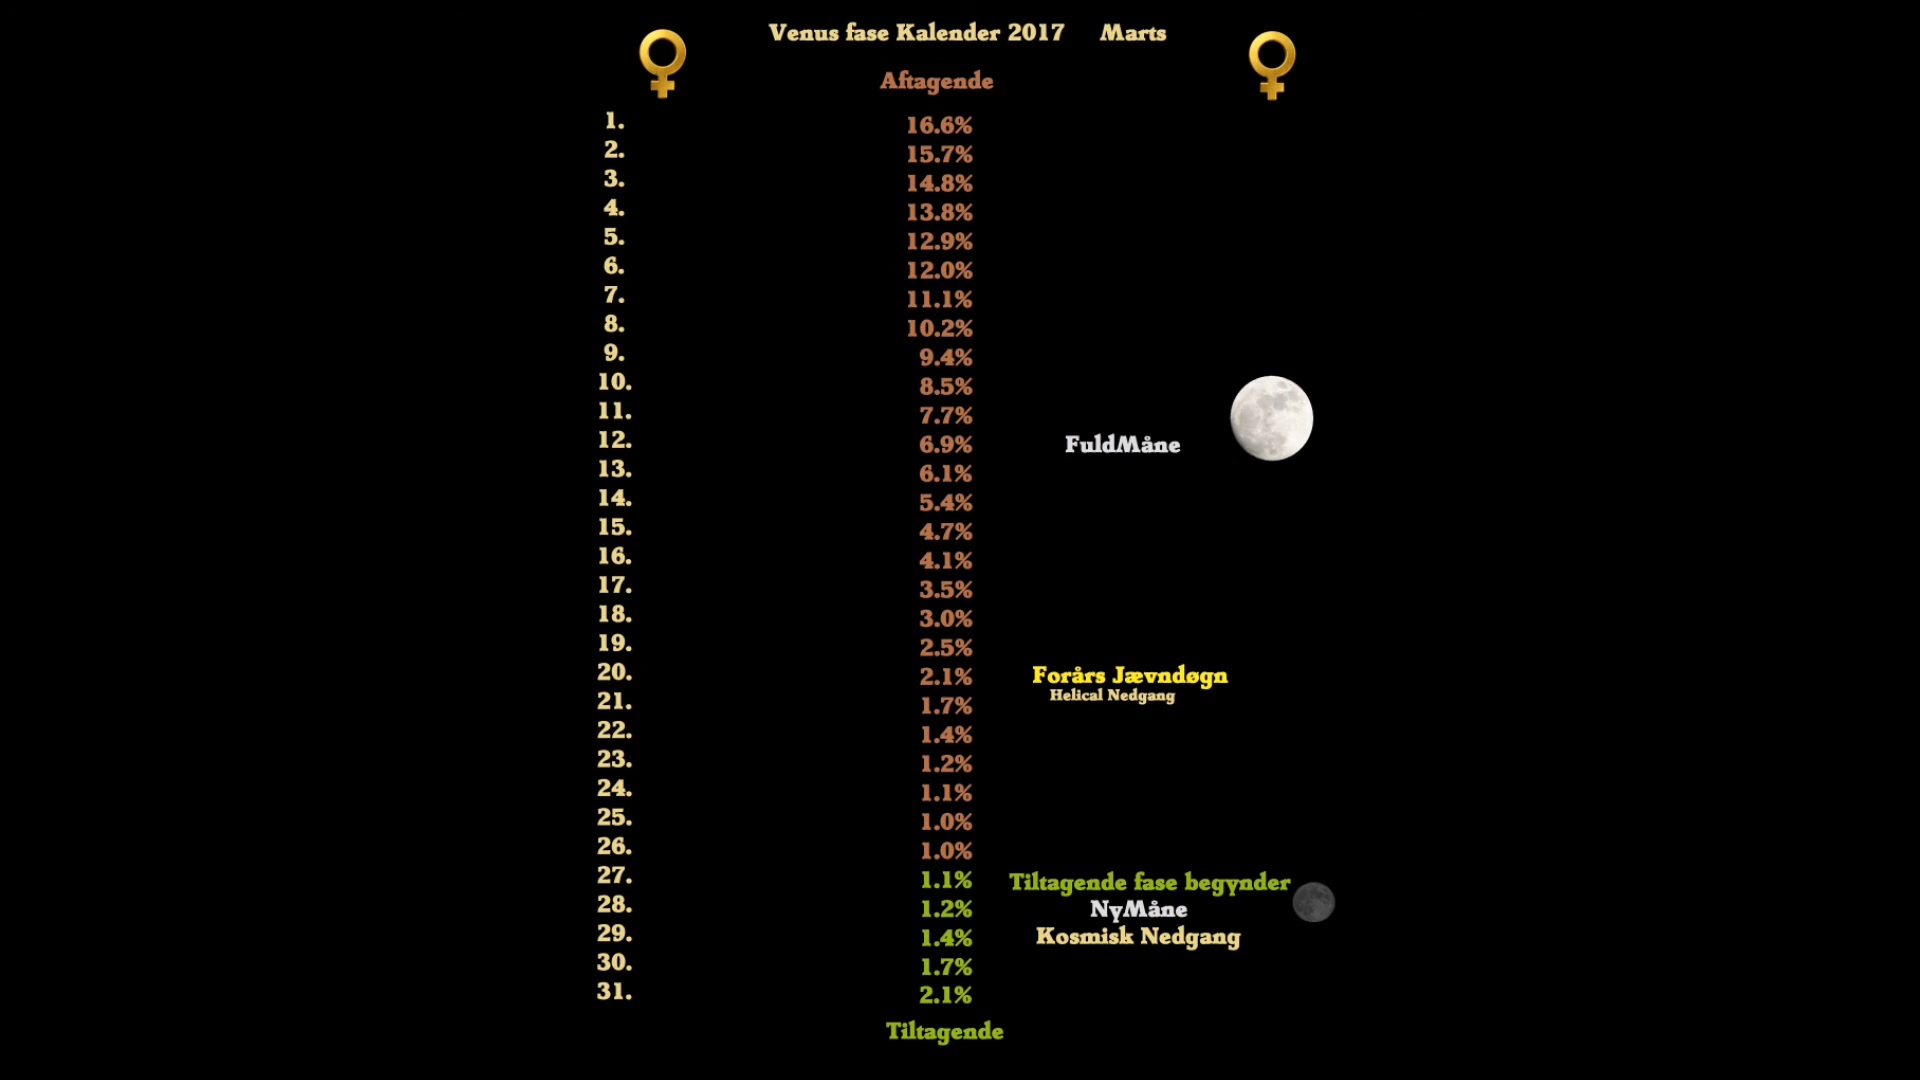 Venus fase Kalender 2017 Marts
Aftagende
1. 16.6%
2. 15.7%
3. 14.8%
4. 13.8%
5. 12.9%
6. 12.0%
7. 11.1%
8. 10.2%
9. 9.4%
10. 8.5%
11. 7.7%
12. 6.9% FuldMåne
13. 6.1%
14. 5.4%
15. 4.7%
16. 4.1%
17. 3.5%
18. 3.0%
19. 2.5%
20. 2.1% Forårs Jævndøgn
21. 1.7% Helical Nedgang
22. 1.4%
23. 1.2%
24. 1.1%
25. 1.0%
26. 1.0%
27. 1.1% Tiltagende fase begynder
28. 1.2% NyMåne
29. 1.4% Kosmisk Nedgang
30. 1.7%
31. 2.1%
Tiltagende